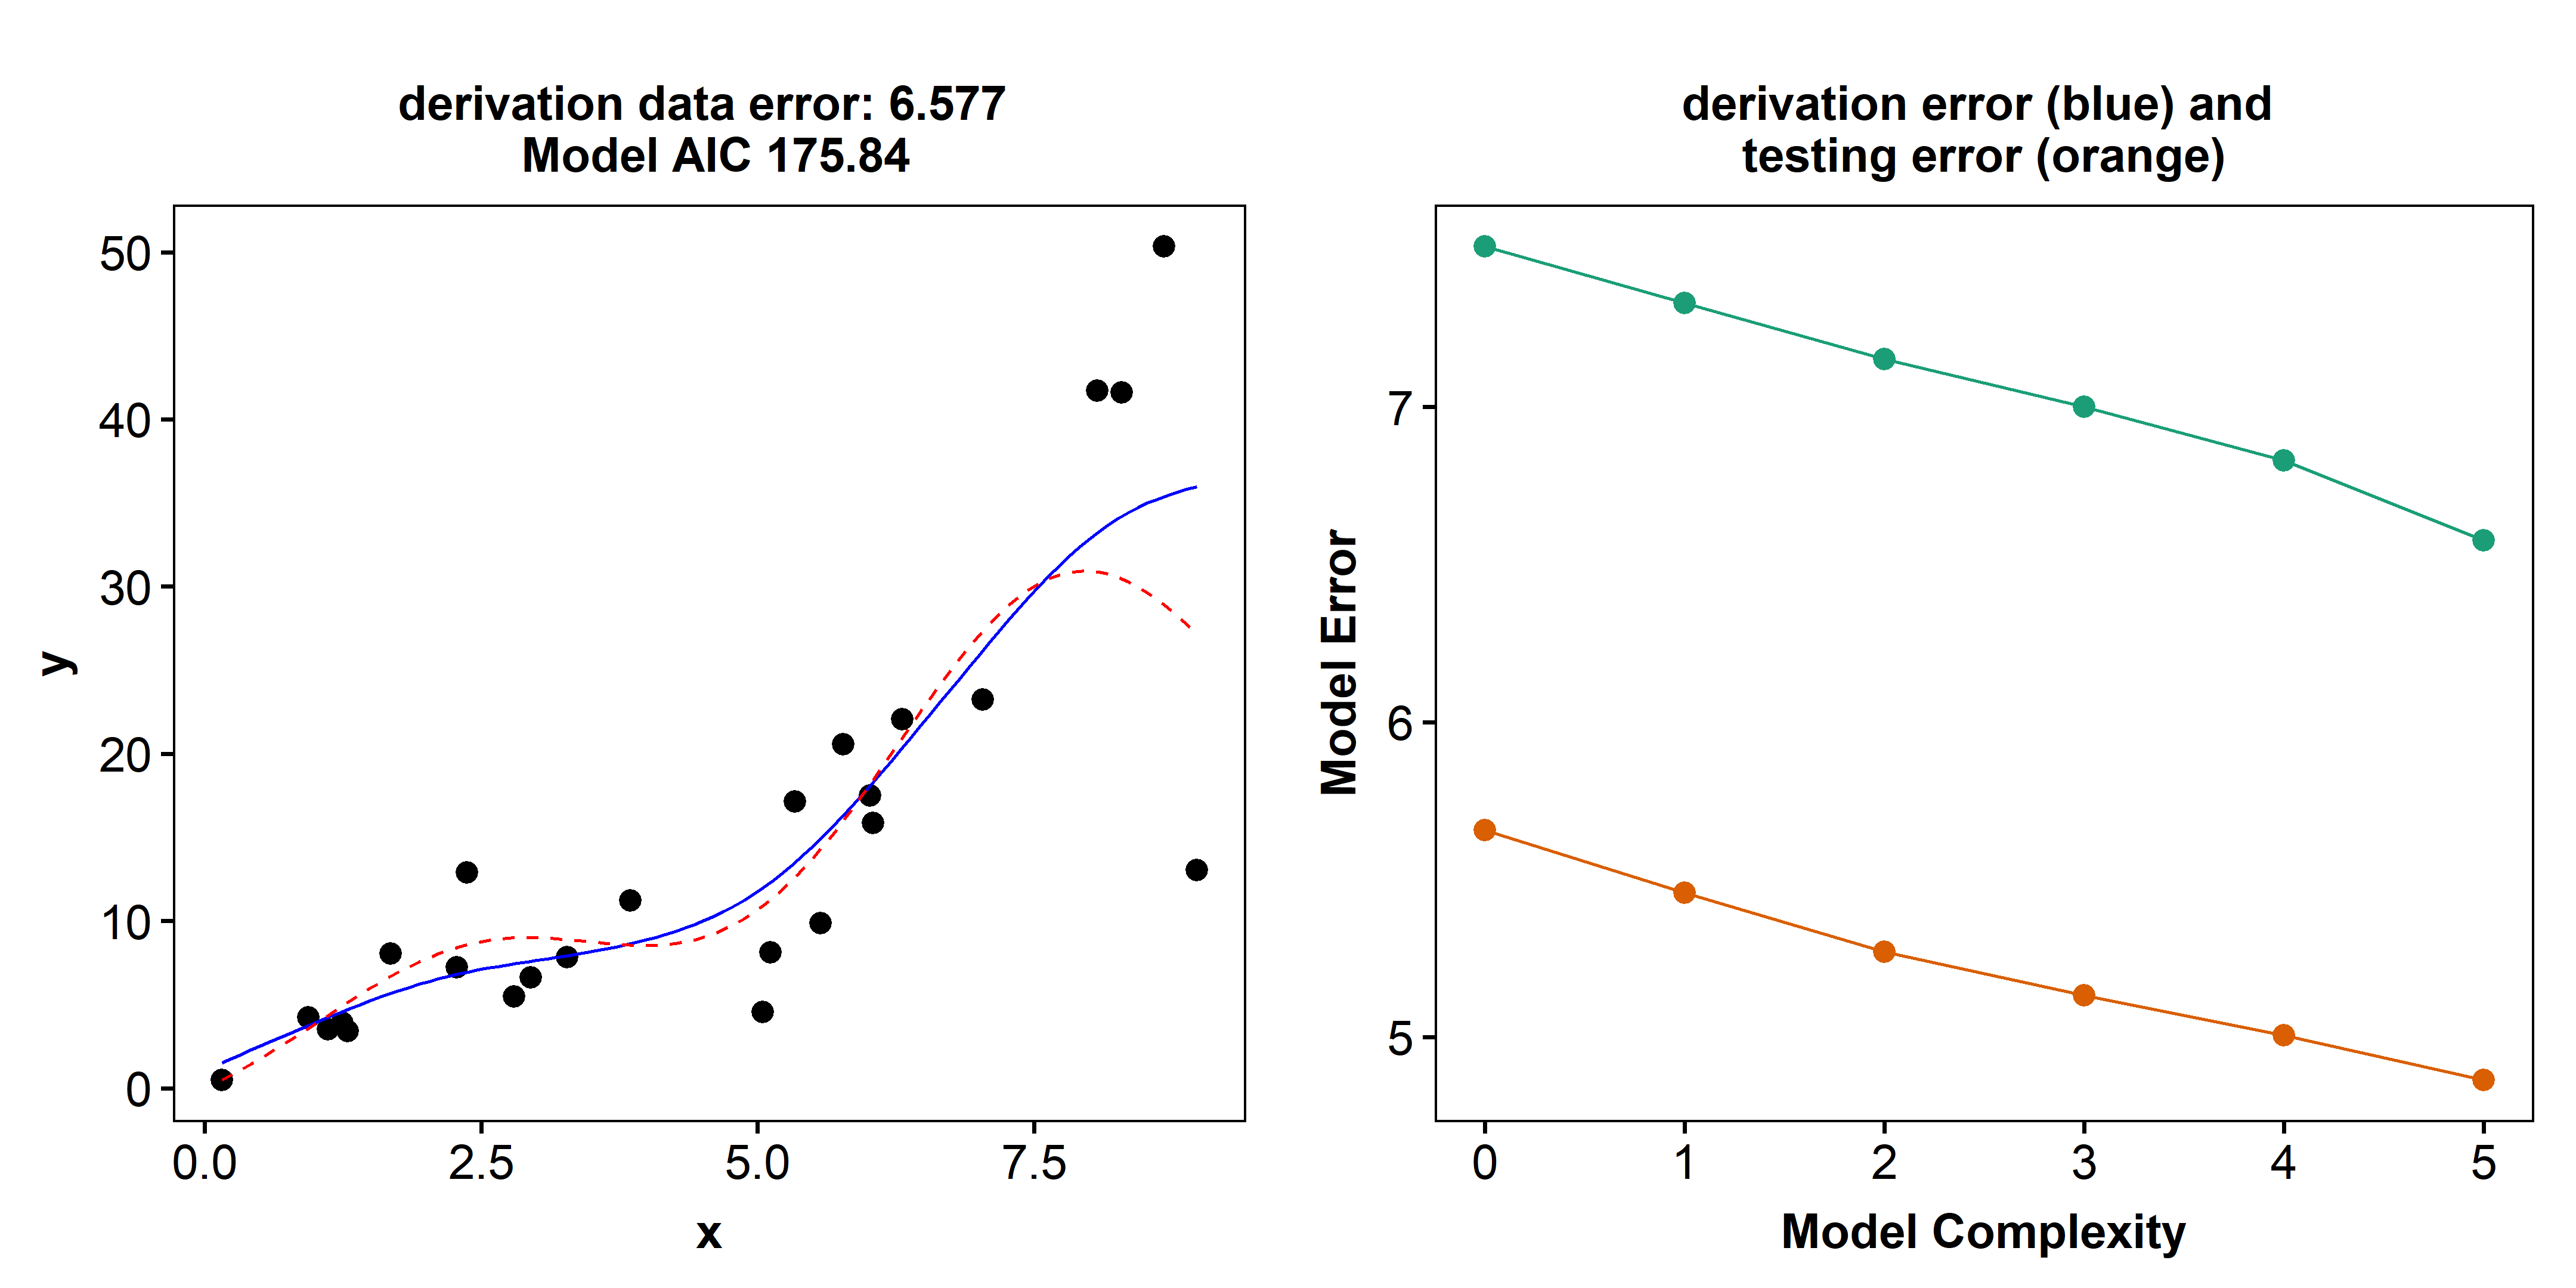 derivation data error: 6.577
Model AIC 175.84
50
40
30
20
10
0
y
0.0 2.5 5.0 7.5
x
derivation error (blue) and
testing error (orange)
7
6
5
Model Error
0 1 2 3 4 5
Model Complexity